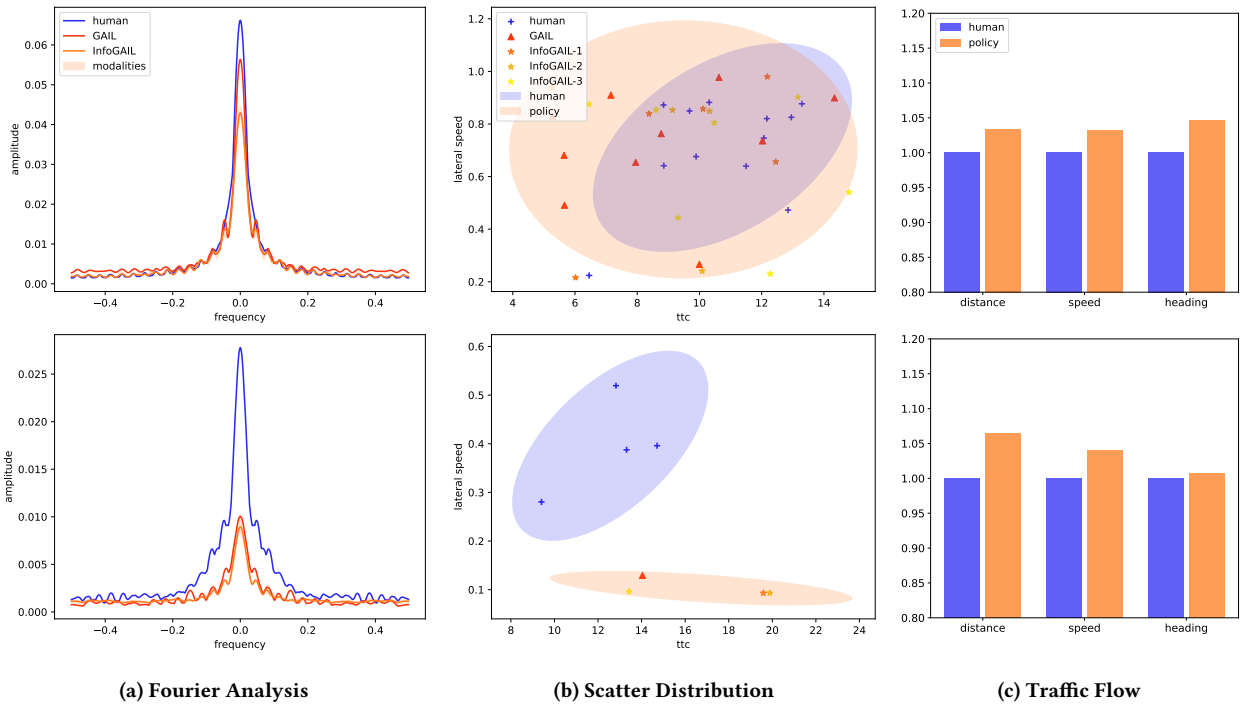 human
GAIL
InfoGAIL
modalities
0.06
0.05
0.04
0.03
0.02
0.01
0.00
amplitude
−0.4
−0.2
0.0
0.2
0.4
frequency
human
GAIL
InfoGAIL-1
InfoGAIL-2
InfoGAIL-3
human
policy
1.2
1.0
0.8
0.6
0.4
0.2
lateral speed
4
6
8
10
12
14
ttc
human
policy
1.20
1.15
1.10
1.05
1.00
0.95
0.90
0.85
0.80
distance
speed
heading
0.025
0.020
0.015
0.010
0.005
0.000
amplitude
−0.4
−0.2
0.0
0.2
0.4
frequency
0.6
0.5
0.4
0.3
0.2
0.1
lateral speed
8
10
12
14
16
18
20
22
24
ttc
1.20
1.15
1.10
1.05
1.00
0.95
0.90
0.85
0.80
distance
speed
heading
(a) Fourier Analysis
(b) Scatter Distribution
(c) Traffic Flow